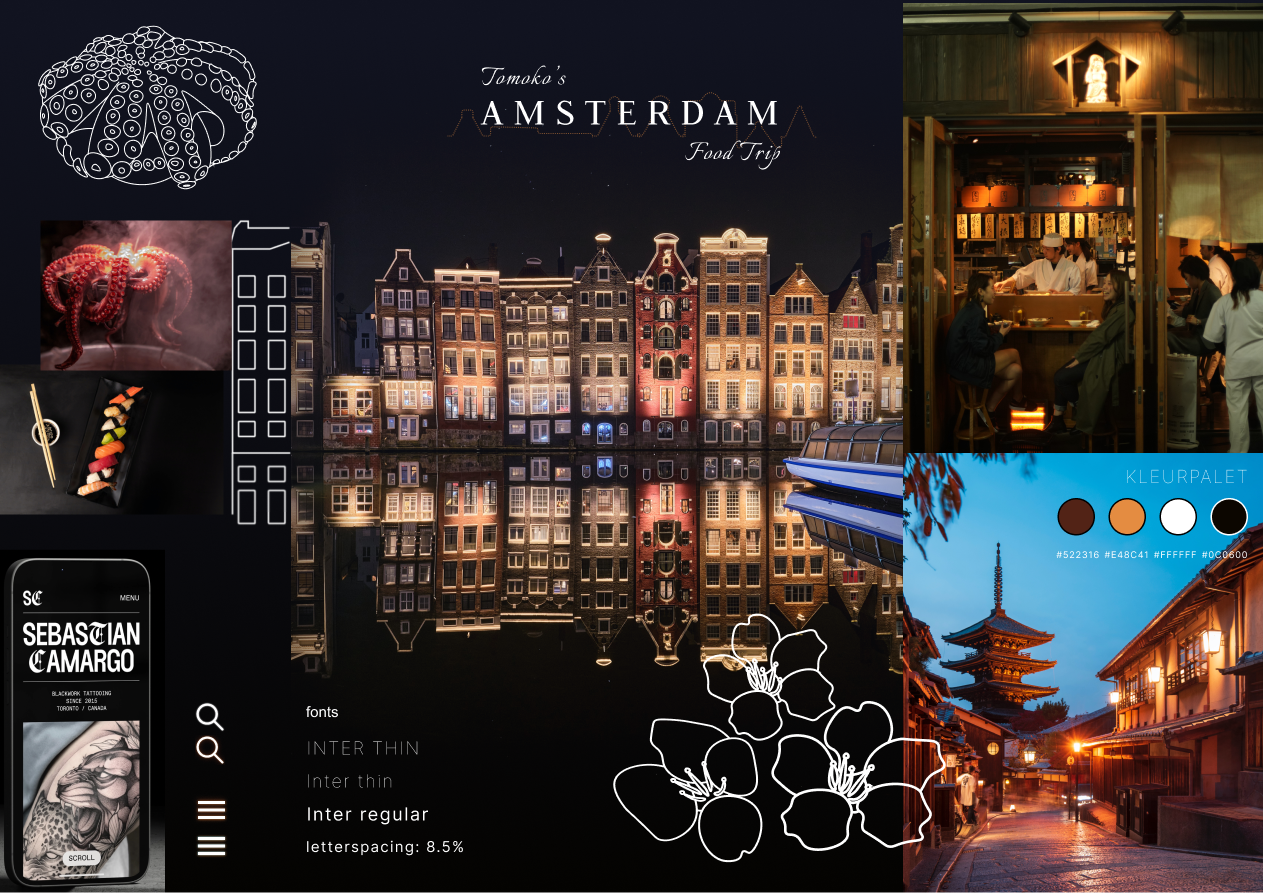 Tomoko's
AMSTERDAM
Food Trip
KLEURPALET
#522316 #E48C41 #FFFFFF #0C0600
SC
MENU
SEBASTIAN
CAMARGO
BLACKWORK TATTOOING
SINCE 2015
TORONTO / CANADA
SCROLL
fonts
INTER THIN
Inter thin
Inter regular
letterspacing: 8.5%